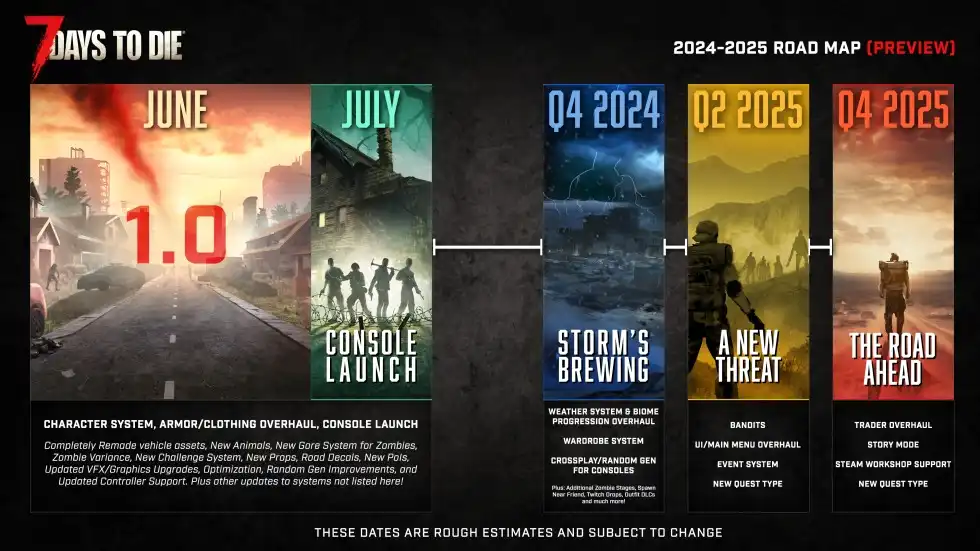 7 DAYS TO DIE
2024-2025 ROAD MAP (PREVIEW)
JUNE
1.0
JULY
CONSOLE
LAUNCH
CHARACTER SYSTEM, ARMOR/CLOTHING OVERHAUL, CONSOLE LAUNCH
Completely Remade vehicle assets, New Animals, New Gore System for Zombies,
Zombie Variance, New Challenge System, New Props, Road Decals, New Pois,
Updated VFX/Graphics Upgrades, Optimization, Random Gen Improvements, and
Updated Controller Support. Plus other updates to systems not listed here!
Q4 2024
STORM'S
BREWING
WEATHER SYSTEM & BIOME
PROGRESSION OVERHAUL
WARDROBE SYSTEM
CROSSPLAY/RANDOM GEN
FOR CONSOLES
Plus: Additional Zombie Stages, Spawn
Near Friend, Twitch Drops, Outfit DLCs
and much more!
Q2 2025
A NEW
THREAT
BANDITS
UI/MAIN MENU OVERHAUL
EVENT SYSTEM
NEW QUEST TYPE
Q4 2025
THE ROAD
AHEAD
TRADER OVERHAUL
STORY MODE
STEAM WORKSHOP SUPPORT
NEW QUEST TYPE
THESE DATES ARE ROUGH ESTIMATES AND SUBJECT TO CHANGE